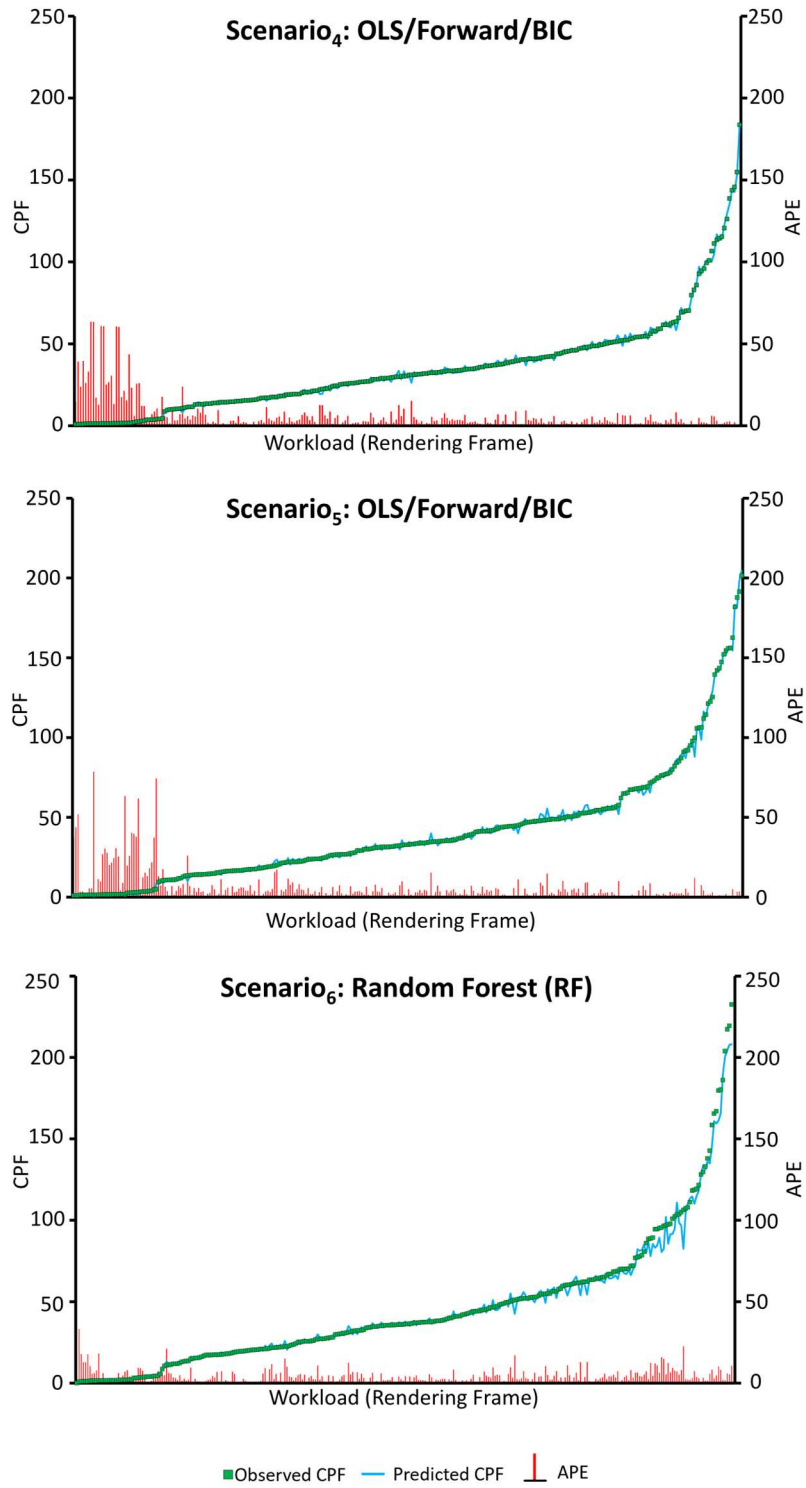 Scenario₄: OLS/Forward/BIC
250 250
200 200
150 150
CPF APE
100 100
50 50
0 0
Workload (Rendering Frame)
Scenario₅: OLS/Forward/BIC
250 250
200 200
150 150
CPF APE
100 100
50 50
0 0
Workload (Rendering Frame)
Scenario₆: Random Forest (RF)
250 250
200 200
150 150
CPF APE
100 100
50 50
0 0
Workload (Rendering Frame)
Observed CPF Predicted CPF APE